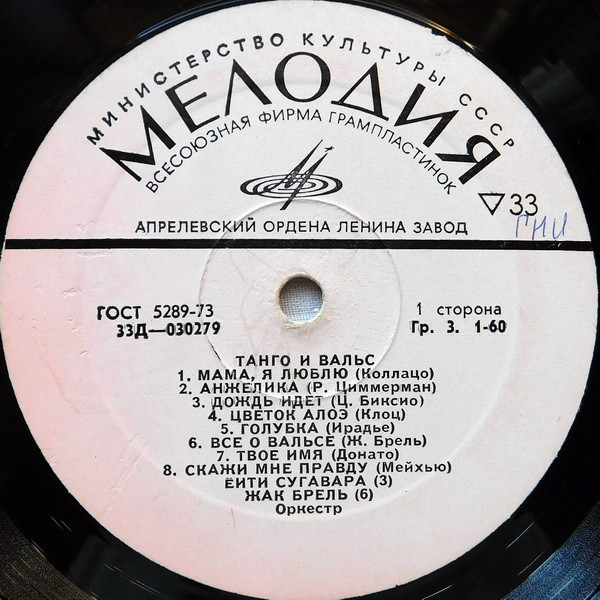 МИНИСТЕРСТВО КУЛЬТУРЫ СССР
МЕЛОДИЯ
ВСЕСОЮЗНАЯ ФИРМА ГРАМПЛАСТИНОК
33
АПРЕЛЕВСКИЙ ОРДЕНА ЛЕНИНА ЗАВОД
ГНИ
ГОСТ 5289-73
33Д—030279
1 сторона
Гр. 3. 1-60
ТАНГО И ВАЛЬС
1. МАМА, Я ЛЮБЛЮ (Коллацо)
2. АНЖЕЛИКА (Р. Циммерман)
3. ДОЖДЬ ИДЕТ (Ц. Биксио)
4. ЦВЕТОК АЛОЭ (Клоц)
5. ГОЛУБКА (Ирадье)
6. ВСЕ О ВАЛЬСЕ (Ж. Брель)
7. ТВОЕ ИМЯ (Донато)
8. СКАЖИ МНЕ ПРАВДУ (Мейхью)
ЕЙТИ СУГАВАРА (3)
ЖАК БРЕЛЬ (6)
Оркестр